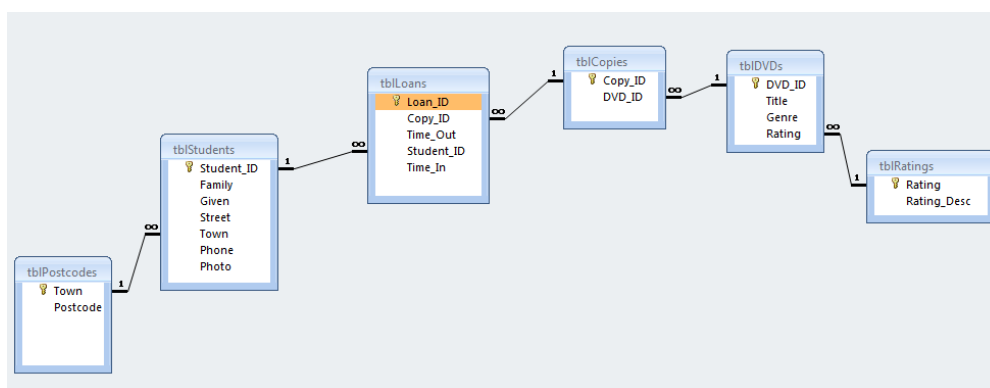 tblPostcodes
Town
Postcode
1
∞
tblStudents
Student_ID
Family
Given
Street
Town
Phone
Photo
1
∞
tblLoans
Loan_ID
Copy_ID
Time_Out
Student_ID
Time_In
∞
1
tblCopies
Copy_ID
DVD_ID
∞
1
tblDVDs
DVD_ID
Title
Genre
Rating
∞
1
tblRatings
Rating
Rating_Desc